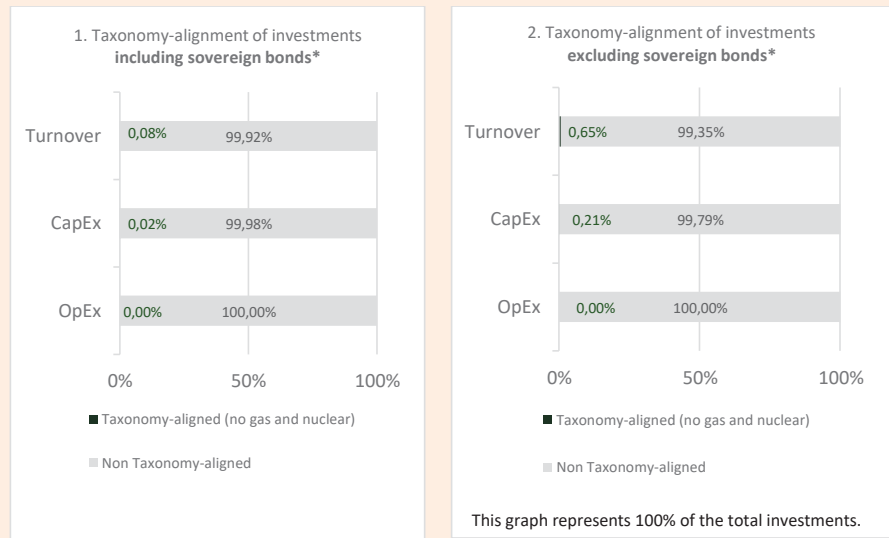 1. Taxonomy-alignment of investments
including sovereign bonds*
Turnover
0,08%
99,92%
CapEx
0,02%
99,98%
OpEx
0,00%
100,00%
0%
50%
100%
Taxonomy-aligned (no gas and nuclear)
Non Taxonomy-aligned
2. Taxonomy-alignment of investments
excluding sovereign bonds*
Turnover
0,65%
99,35%
CapEx
0,21%
99,79%
OpEx
0,00%
100,00%
0%
50%
100%
Taxonomy-aligned (no gas and nuclear)
Non Taxonomy-aligned
This graph represents 100% of the total investments.